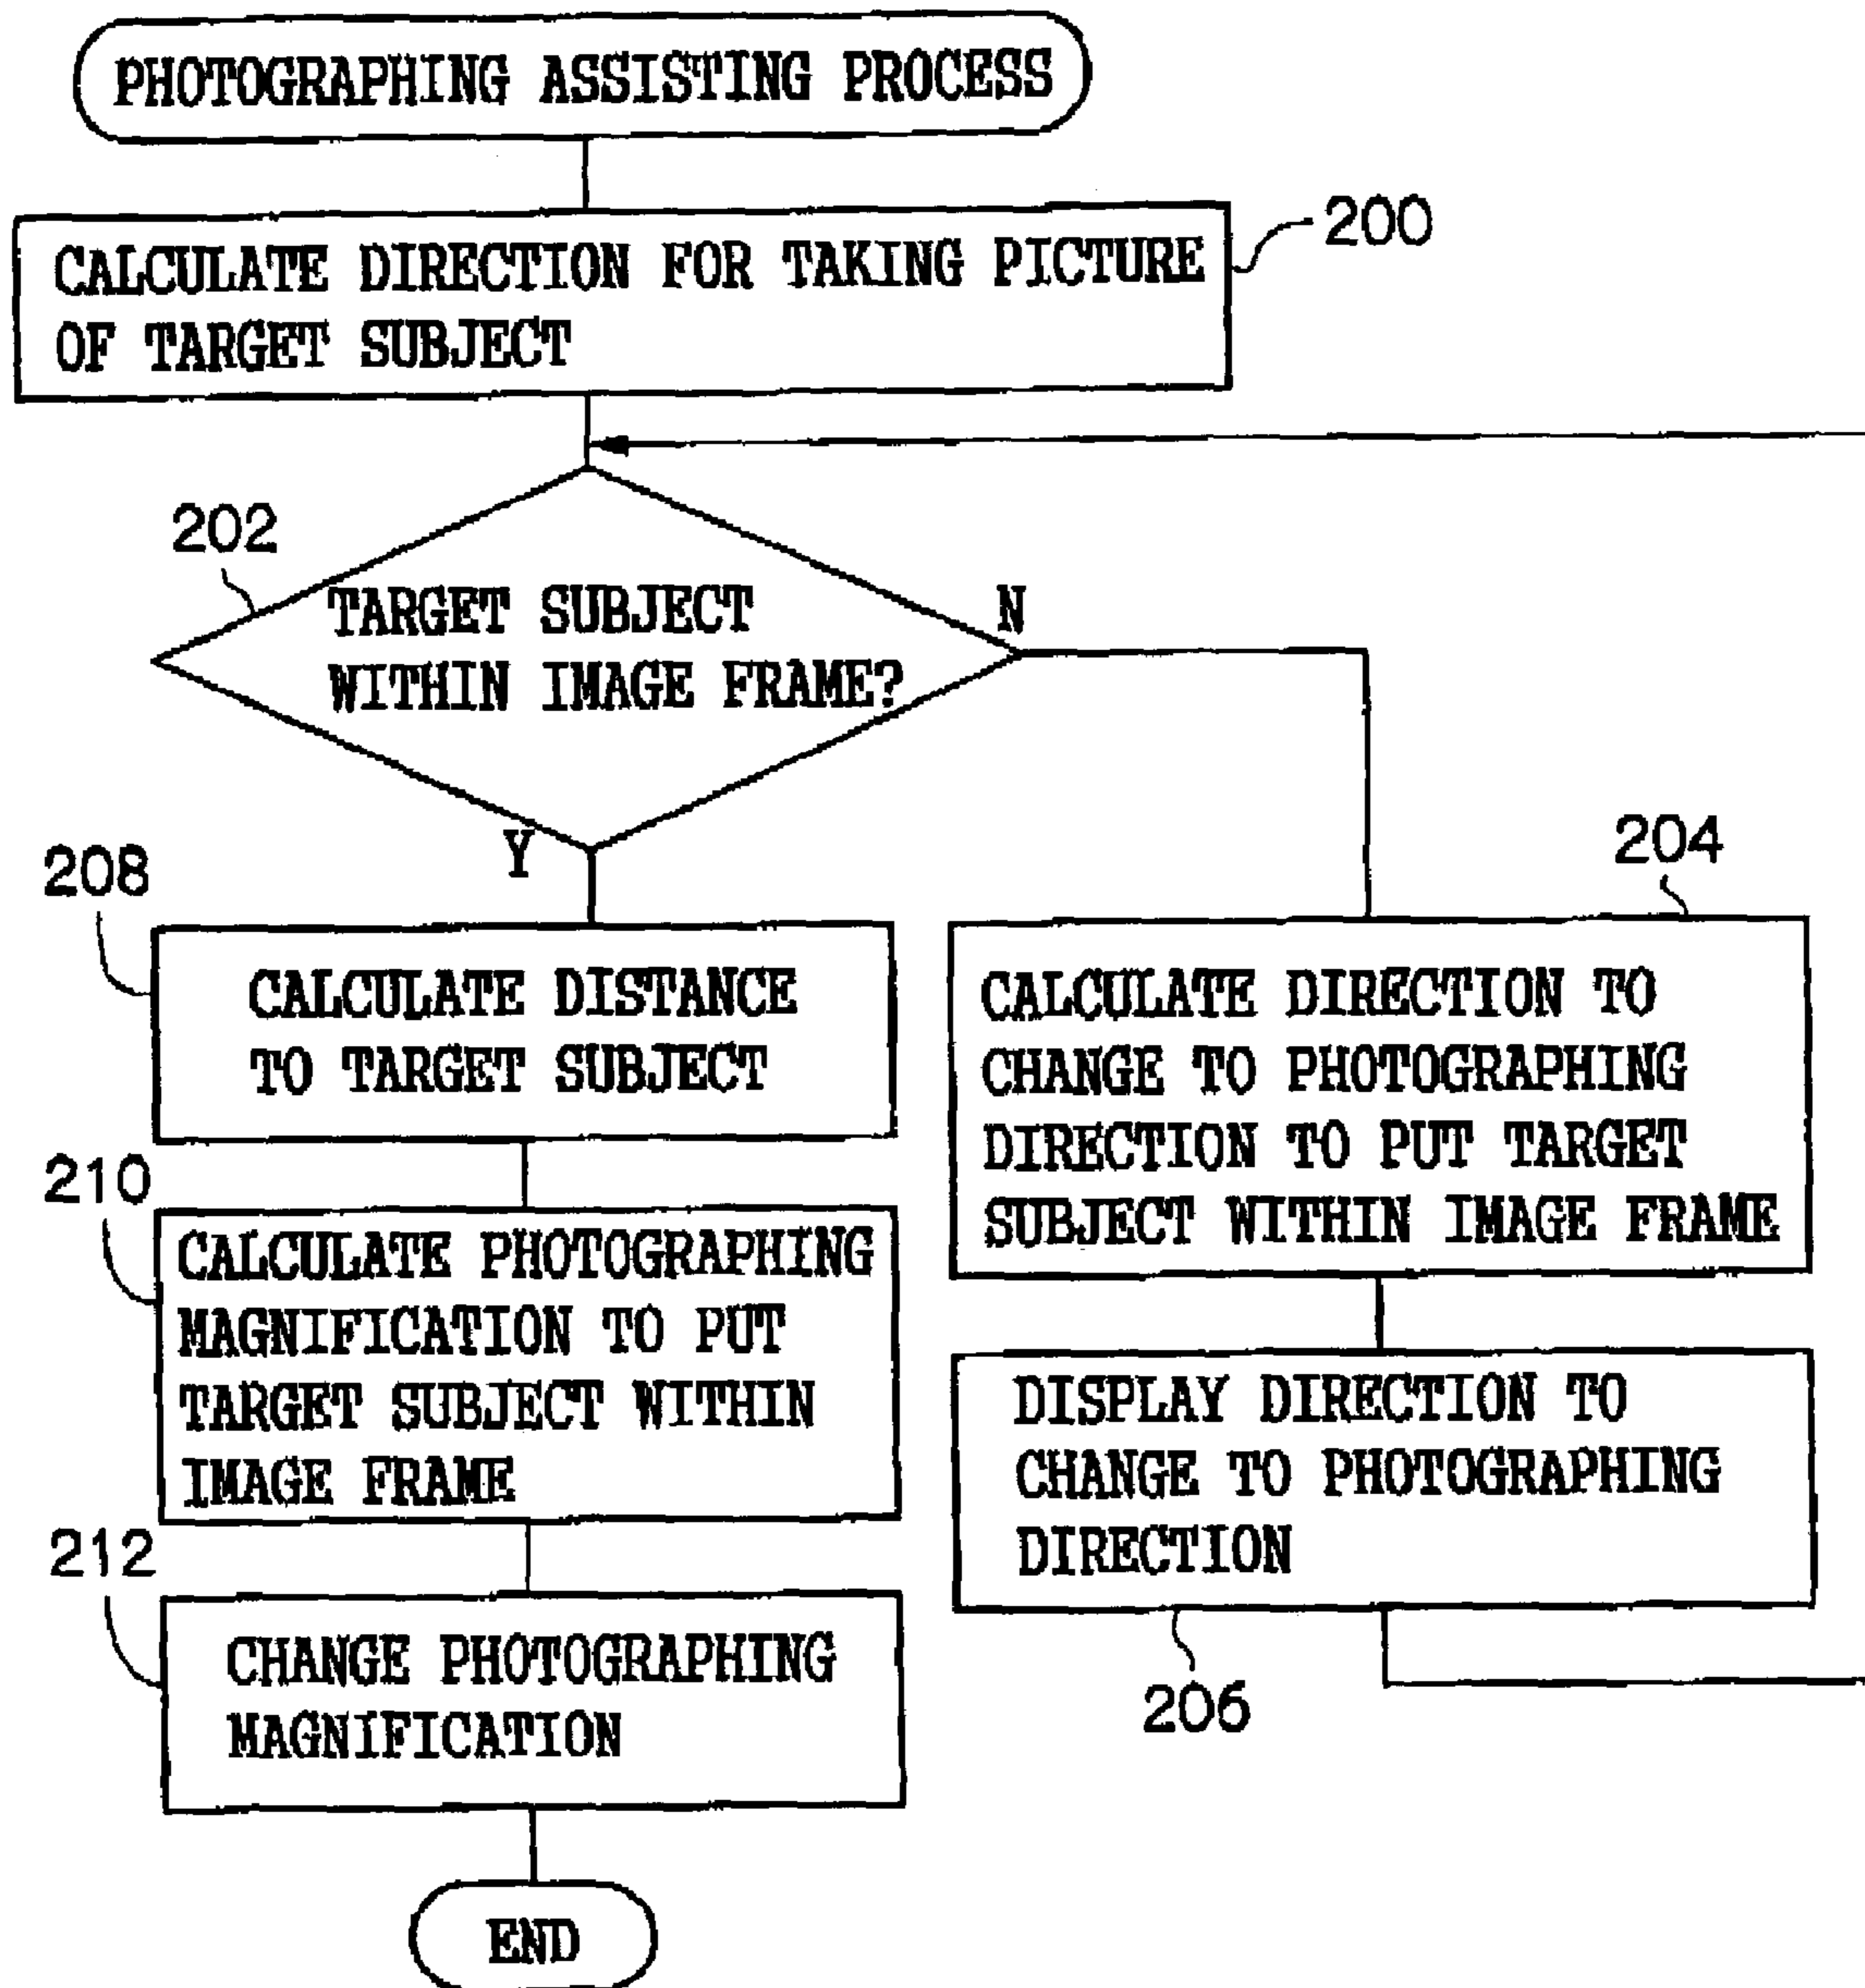 PHOTOGRAPHING ASSISTING PROCESS
200
CALCULATE DIRECTION FOR TAKING PICTURE
OF TARGET SUBJECT
202
TARGET SUBJECT
WITHIN IMAGE FRAME?
N
Y
208
CALCULATE DISTANCE
TO TARGET SUBJECT
204
CALCULATE DIRECTION TO
CHANGE TO PHOTOGRAPHING
DIRECTION TO PUT TARGET
SUBJECT WITHIN IMAGE FRAME
210
CALCULATE PHOTOGRAPHING
MAGNIFICATION TO PUT
TARGET SUBJECT WITHIN
IMAGE FRAME
DISPLAY DIRECTION TO
CHANGE TO PHOTOGRAPHING
DIRECTION
206
212
CHANGE PHOTOGRAPHING
MAGNIFICATION
END